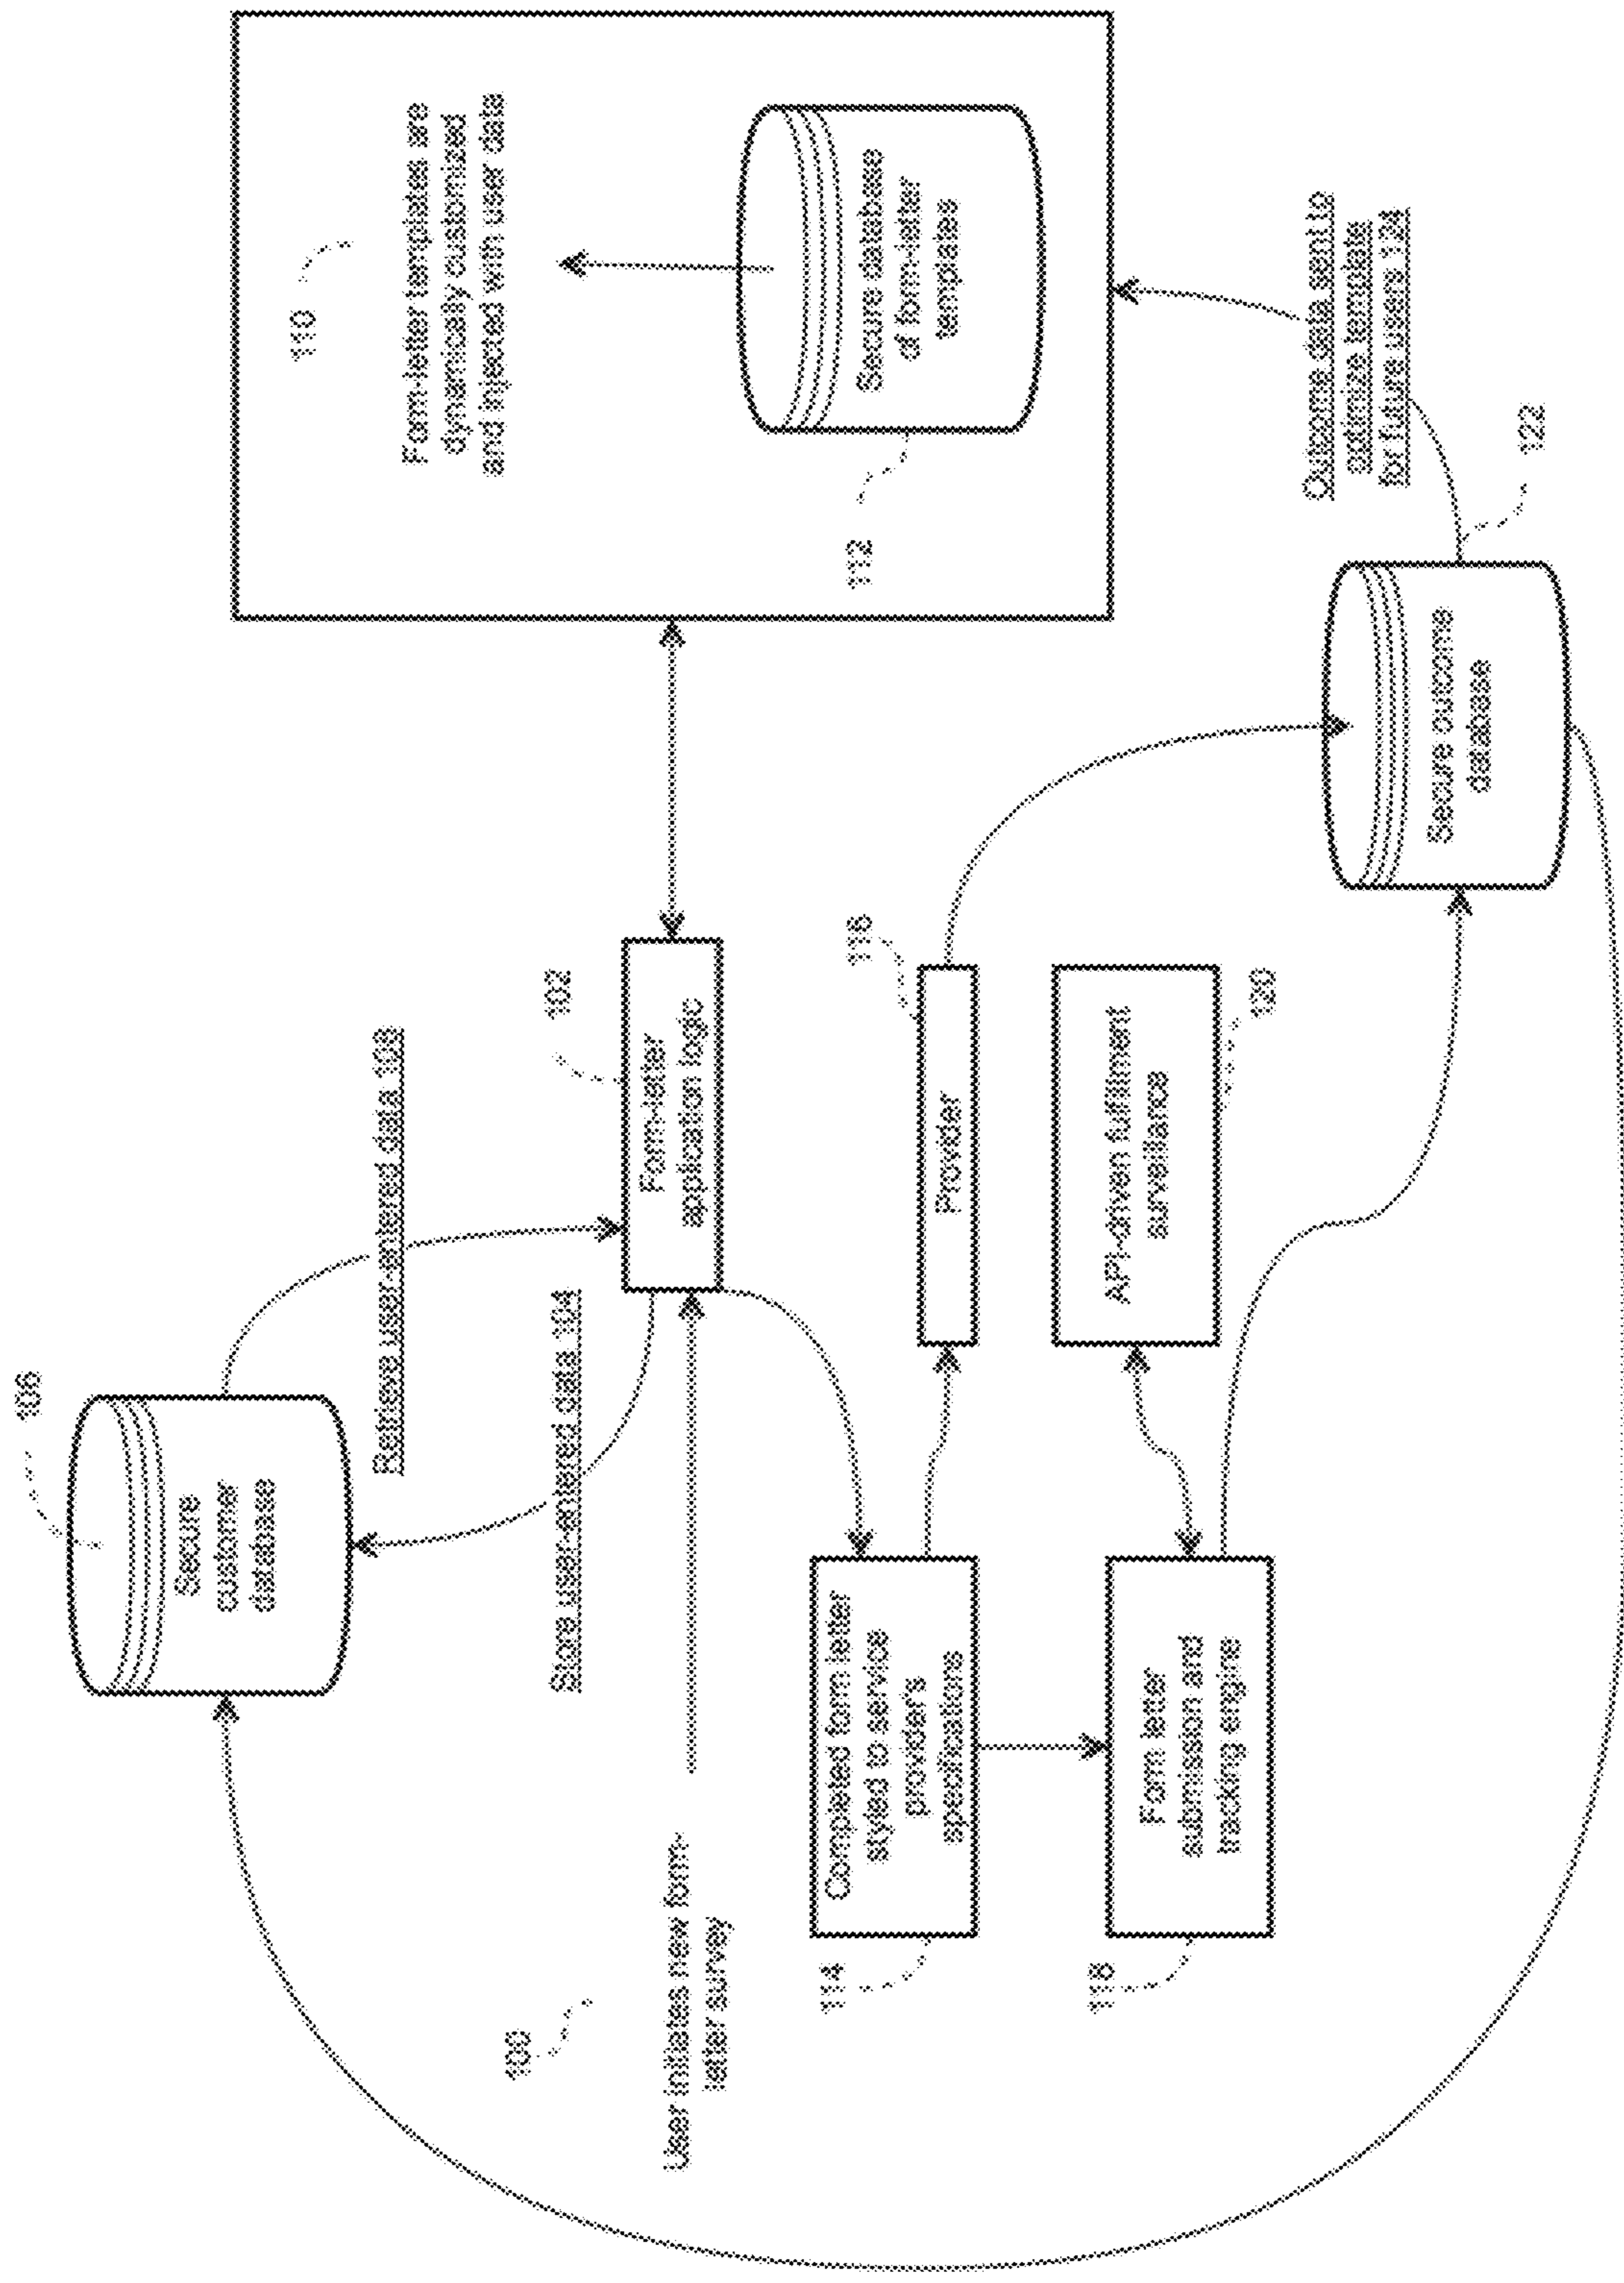 106
Secure
customer
database
Retrieve user-entered data 108
Store user-entered data 104
100
User initiates new form-
letter survey
102
Form-letter
application logic
110
Form-letter templates are
dynamically customized
and injected with user data
112
Secure database
of form-letter
templates
114
Completed form letter
styled to service
provider's
specifications
116
Provider
118
Form letter
submission and
tracking engine
120
API-driven fulfillment
surveillance
122
Secure outcome
database
Outcome data sent to
optimize template
for future users 124